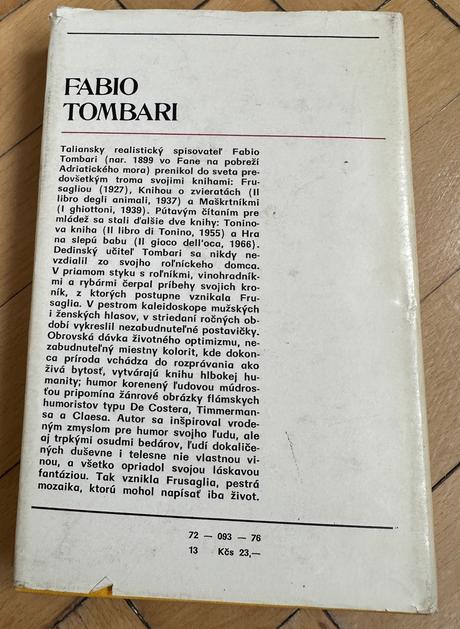 FABIO
TOMBARI
Taliansky realistický spisovateľ Fabio
Tombari (nar. 1899 vo Fane na pobreží
Adriatického mora) prenikol do sveta pre-
dovšetkým troma svojimi knihami: Fru-
sagliou (1927), Knihou o zvieratách (Il
libro degli animali, 1937) a Maškrtníkmi
(I ghiottoni, 1939). Pútavým čítaním pre
mládež sa stali ďalšie dve knihy: Tonino-
va kniha (Il libro di Tonino, 1955) a Hra
na slepú babu (Il gioco dell'oca, 1966).
Dedinský učiteľ Tombari sa nikdy ne-
vzdialil zo svojho roľníckeho domca.
V priamom styku s roľníkmi, vinohradník-
mi a rybármi čerpal príbehy svojich kro-
ník, z ktorých postupne vznikala Fru-
saglia. V pestrom kaleidoskope mužských
i ženských hlasov, v striedaní ročných ob-
dobí vykreslil nezabudnuteľné postavičky.
Obrovská dávka životného optimizmu, ne-
zabudnuteľný miestny kolorit, kde dokon-
ca príroda vchádza do rozprávania ako
živá bytosť, vytvárajú knihu hlbokej hu-
manity; humor korenený ľudovou múdros-
ťou pripomína žánrové obrázky flámskych
humoristov typu De Costera, Timmerman-
sa a Claesa. Autor sa inšpiroval vrode-
ným zmyslom pre humor svojho ľudu, ale
aj trpkými osudmi bedárov, ľudí dokaliče-
ných duševne i telesne nie vlastnou vi-
nou, a všetko opriadol svojou láskavou
fantáziou. Tak vznikla Frusaglia, pestrá
mozaika, ktorú mohol napísať iba život.
72 — 093 — 76
13 Kčs 23,—